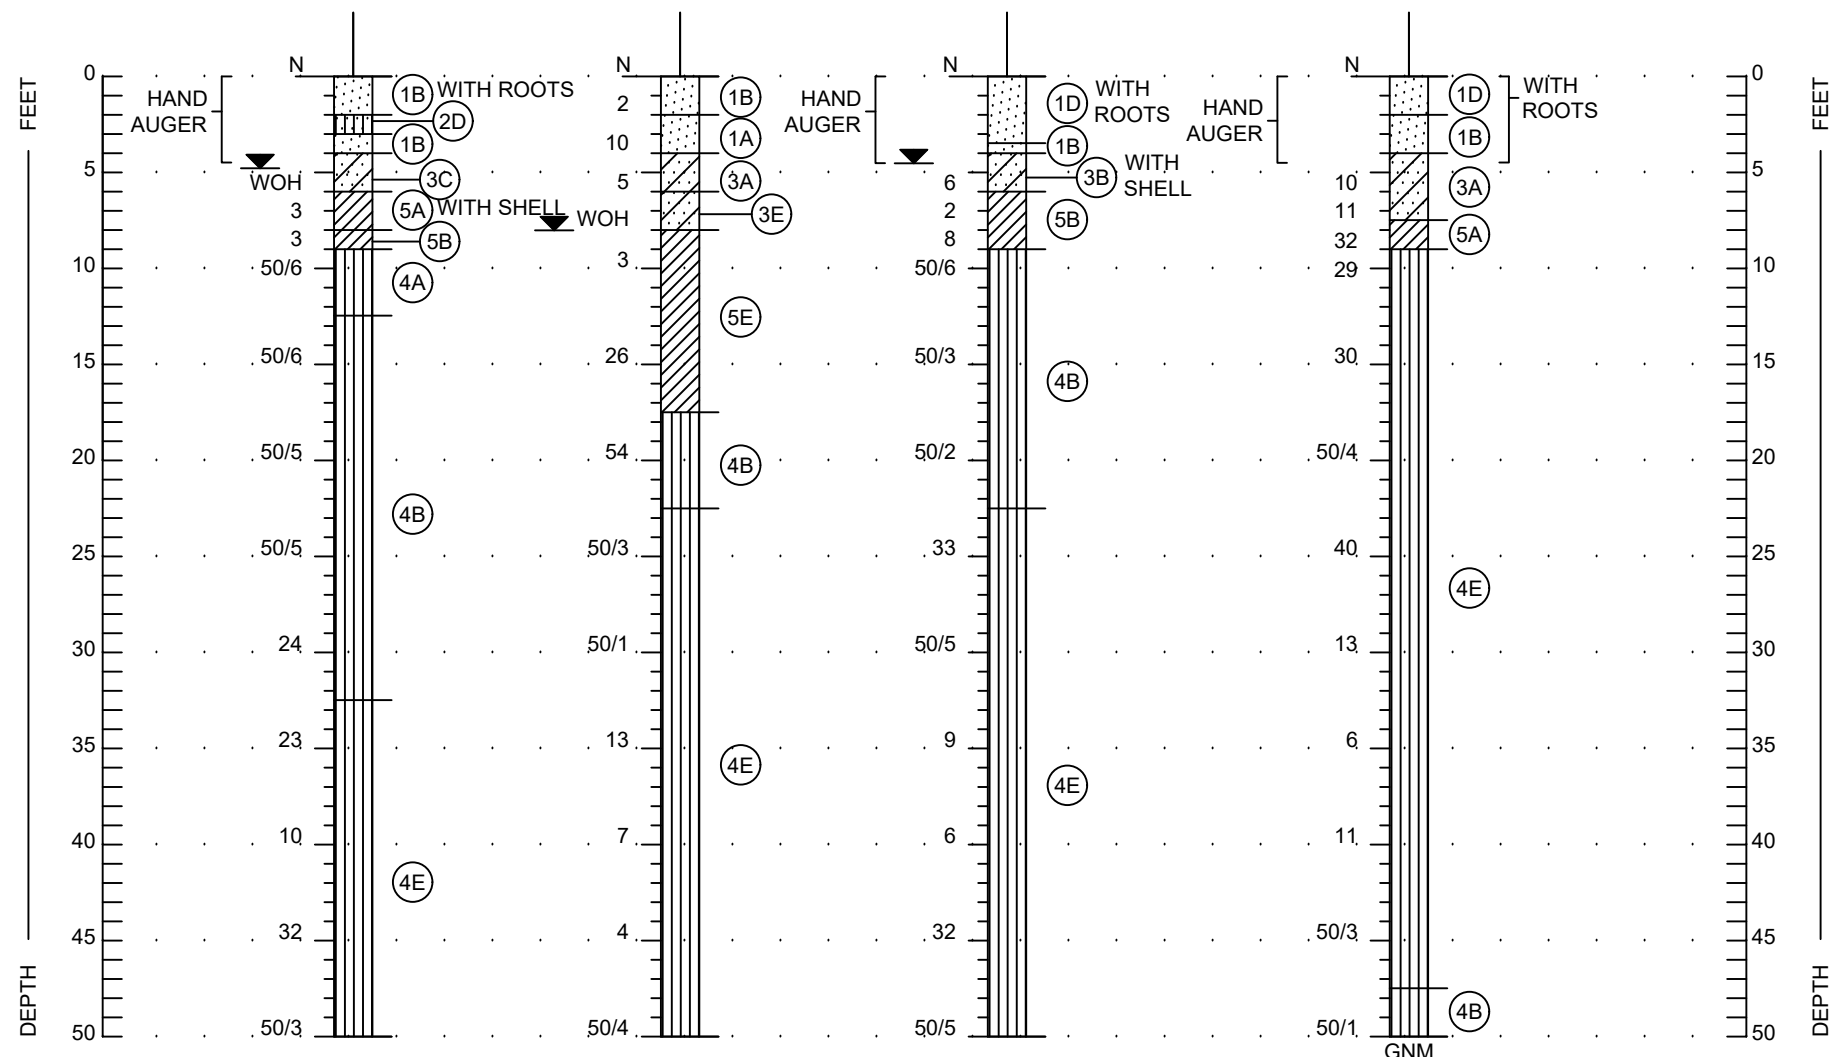 N N N N
0 1B WITH ROOTS 1B 1D WITH 1D WITH 0
HAND HAND ROOTS ROOTS
AUGER 2 AUGER HAND
AUGER
2D
1B 10 1A 1B 1B
5 WOH 3C 5 3A 6 3B WITH 10 3A 5
SHELL
3 5A WITH SHELL WOH 3E 2 5B 11
3 5B 8 32 5A
10 50/6 4A 3 50/6 29 10
5E
15 50/6 26 50/3 4B 30 15
20 50/5 54 4B 50/2 50/4 20
4B
25 50/5 50/3 33 40 25
4E
30 24 50/1 50/5 13 30
35 23 13 4E 9 6 35
4E
40 10 7 6 11 40
4E
45 32 4 32 50/3 45
4B
50 50/3 50/4 50/5 50/1 50
GNM
FEET
DEPTH
FEET
DEPTH